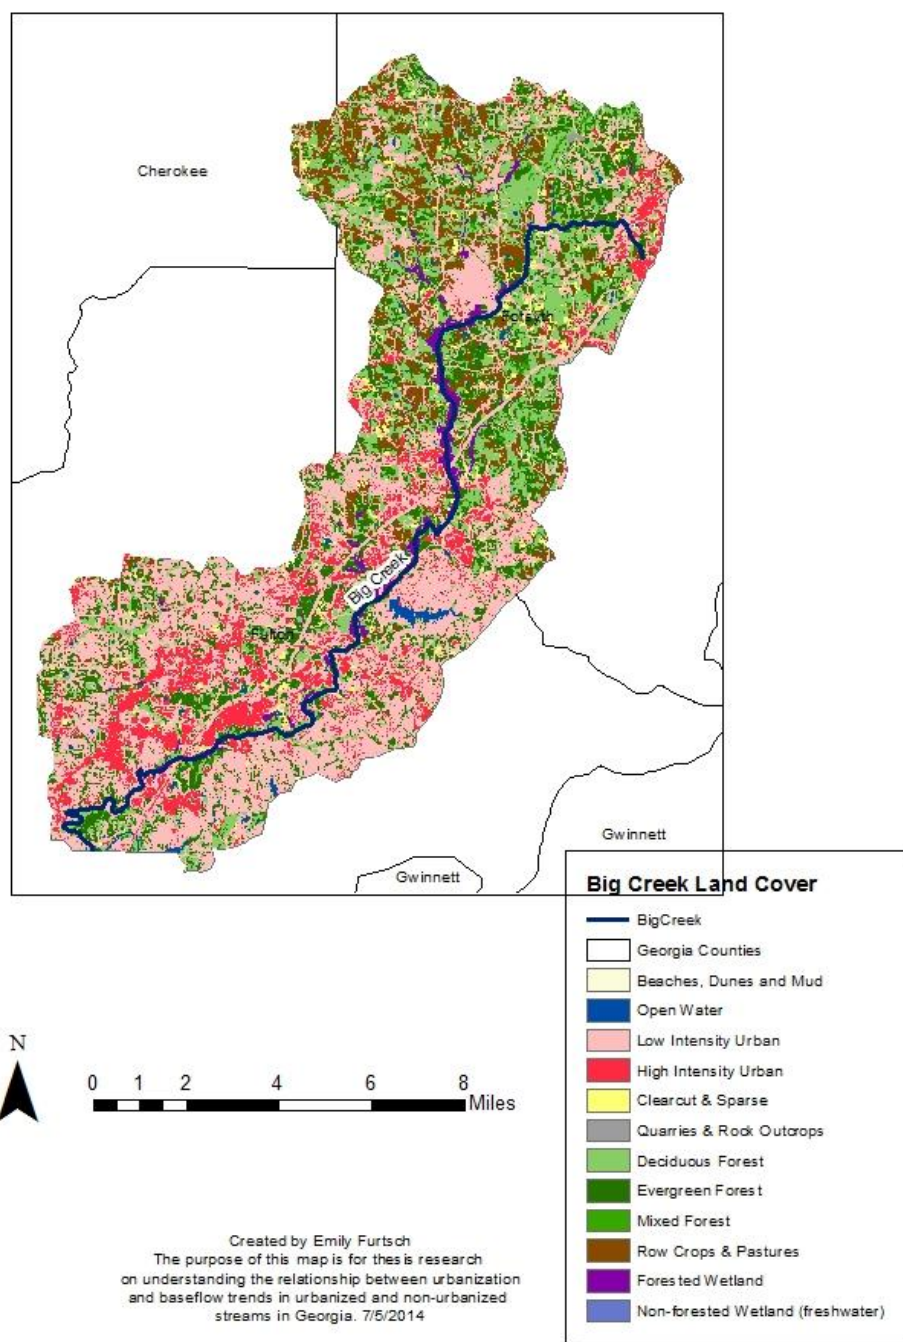 Cherokee
Forsyth
Big Creek
Fulton
Gwinnett
Gwinnett
Big Creek Land Cover
BigCreek
Georgia Counties
Beaches, Dunes and Mud
Open Water
Low Intensity Urban
High Intensity Urban
Clearcut & Sparse
Quarries & Rock Outcrops
Deciduous Forest
Evergreen Forest
Mixed Forest
Row Crops & Pastures
Forested Wetland
Non-forested Wetland (freshwater)
N
0 1 2 4 6 8
Miles
Created by Emily Furtsch
The purpose of this map is for thesis research
on understanding the relationship between urbanization
and baseflow trends in urbanized and non-urbanized
streams in Georgia. 7/5/2014